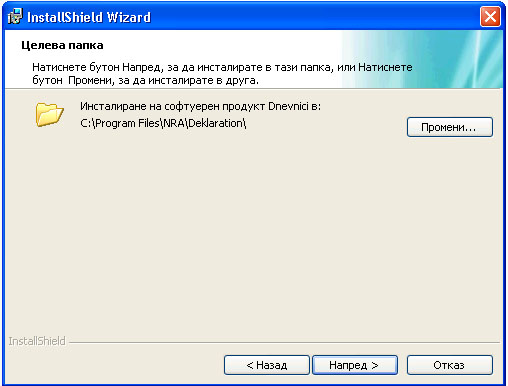 InstallShield Wizard
Целева папка
Натиснете бутон Напред, за да инсталирате в тази папка, или Натиснете
бутон Промени, за да инсталирате в друга.
Инсталиране на софтуерен продукт Dnevnici в:
C:\Program Files\NRA\Deklaration\
Промени...
InstallShield
< Назад
Напред >
Отказ